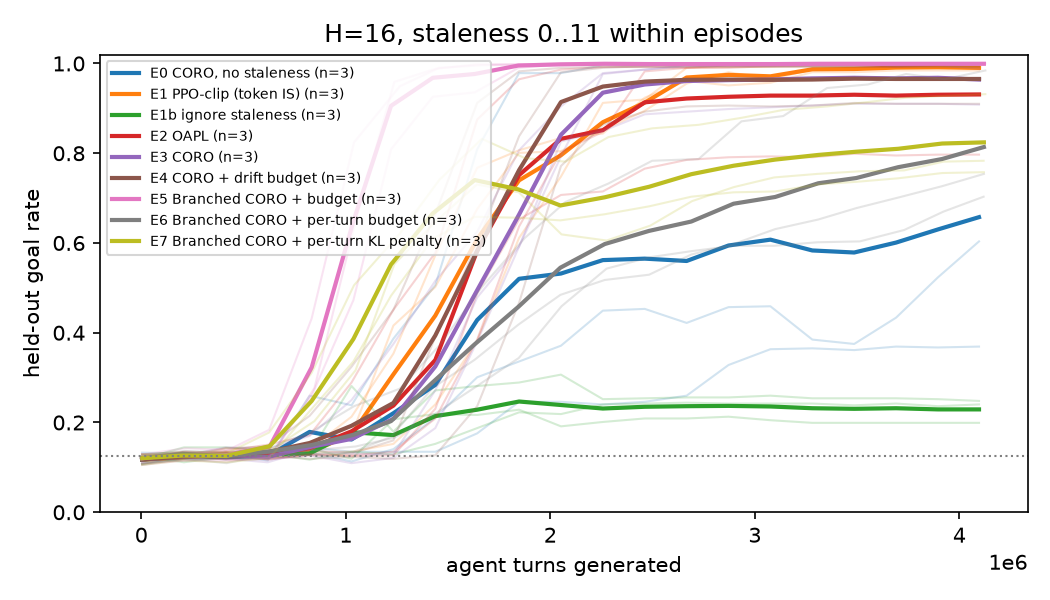 H=16, staleness 0..11 within episodes
1.0
0.8
0.6
0.4
0.2
0.0
held-out goal rate
E0 CORO, no staleness (n=3)
E1 PPO-clip (token IS) (n=3)
E1b ignore staleness (n=3)
E2 OAPL (n=3)
E3 CORO (n=3)
E4 CORO + drift budget (n=3)
E5 Branched CORO + budget (n=3)
E6 Branched CORO + per-turn budget (n=3)
E7 Branched CORO + per-turn KL penalty (n=3)
0
1
2
3
4
1e6
agent turns generated